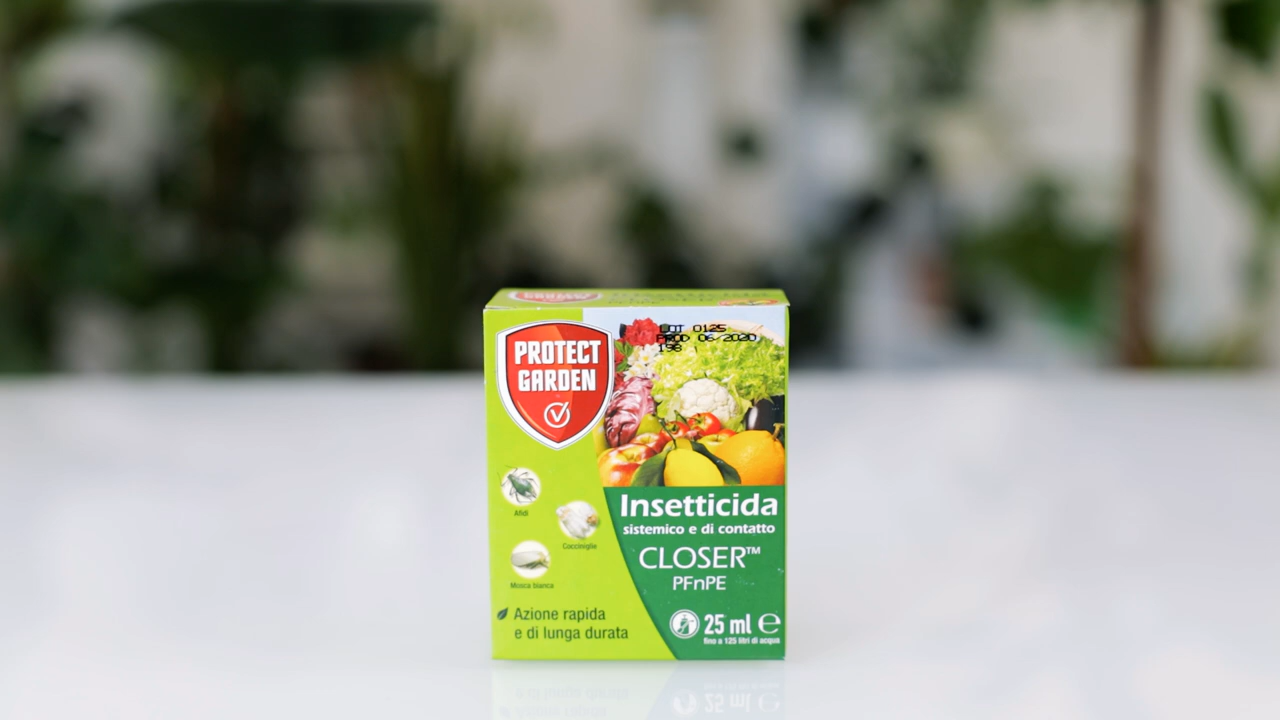 PROTECT
GARDEN
LOT 0125
PROD 06/2020
198
Afidi
Cocciniglie
Mosca bianca
Azione rapida
e di lunga durata
Insetticida
sistemico e di contatto
CLOSER™
PFnPE
25 ml e
fino a 125 litri di acqua